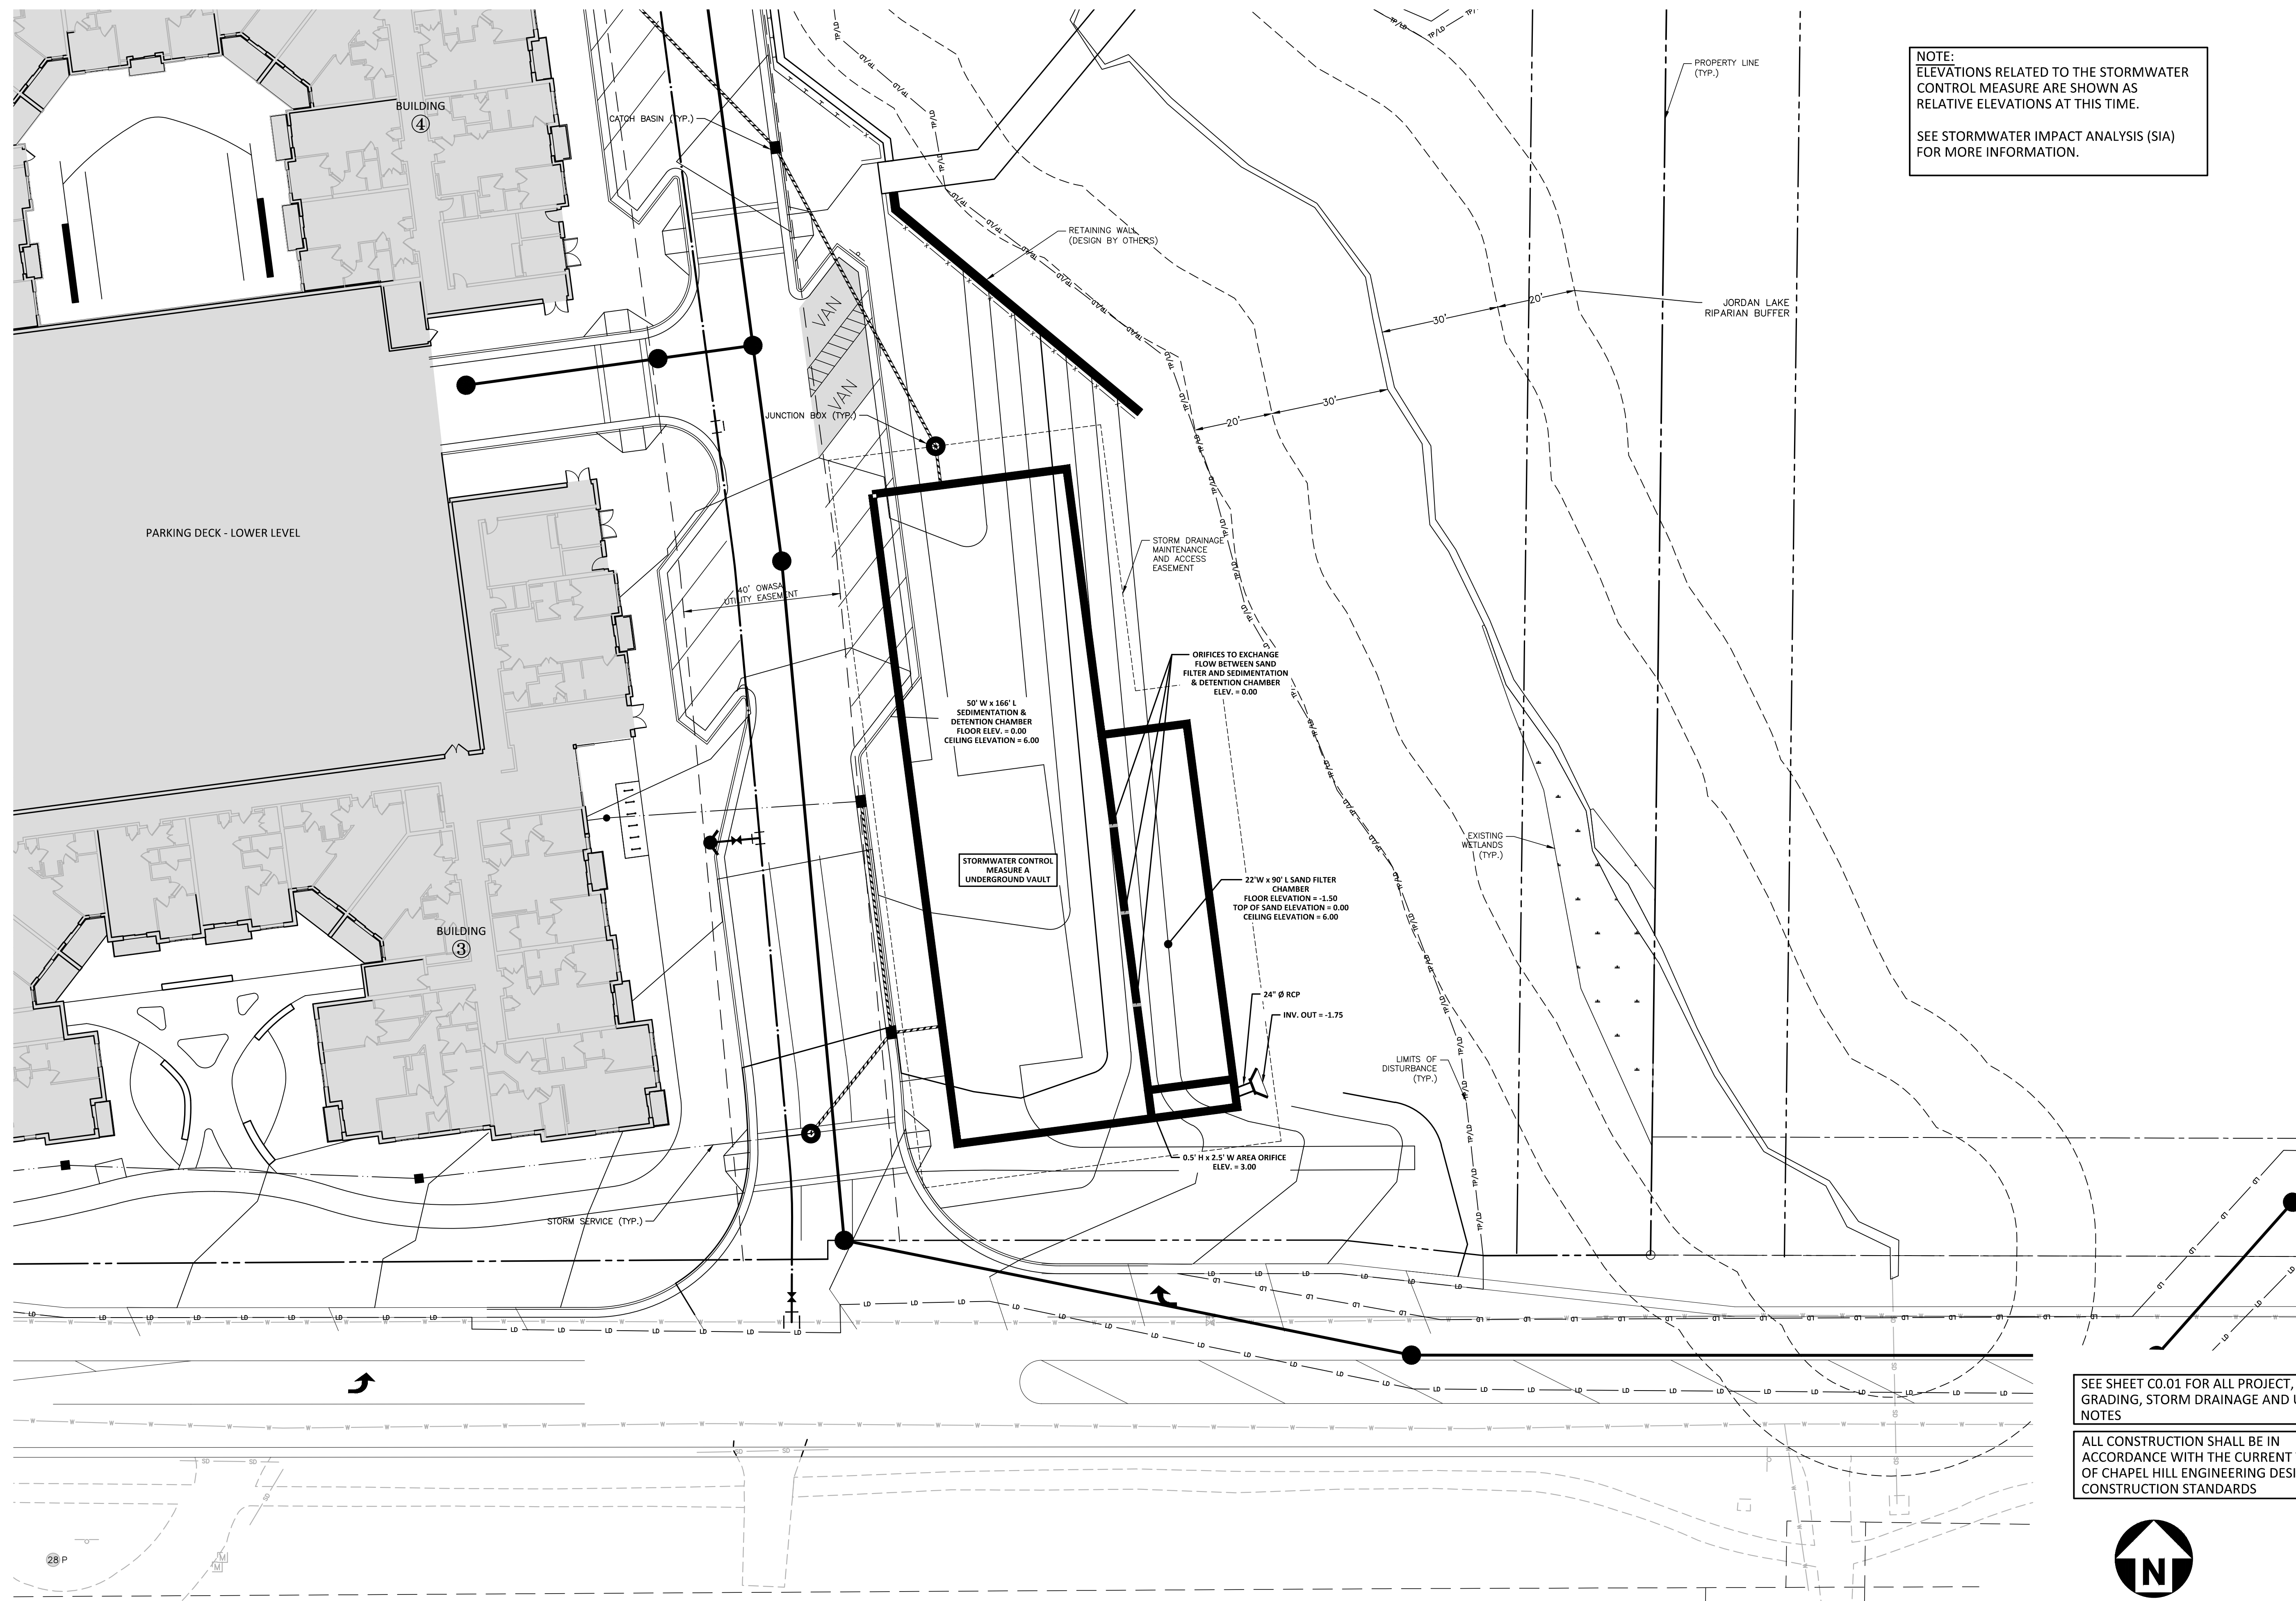 NOTE:
ELEVATIONS RELATED TO THE STORMWATER
CONTROL MEASURE ARE SHOWN AS
RELATIVE ELEVATIONS AT THIS TIME.
SEE STORMWATER IMPACT ANALYSIS (SIA)
FOR MORE INFORMATION.
PROPERTY LINE
(TYP.)
BUILDING
4
CATCH BASIN (TYP.)
RETAINING WALL
(DESIGN BY OTHERS)
JORDAN LAKE
RIPARIAN BUFFER
30'
20'
20'
30'
VAN
VAN
JUNCTION BOX (TYP.)
PARKING DECK - LOWER LEVEL
STORM DRAINAGE
MAINTENANCE
AND ACCESS
EASEMENT
40' OWASA
UTILITY EASEMENT
ORIFICES TO EXCHANGE
FLOW BETWEEN SAND
FILTER AND SEDIMENTATION
& DETENTION CHAMBER
ELEV. = 0.00
50' W x 166' L
SEDIMENTATION &
DETENTION CHAMBER
FLOOR ELEV. = 0.00
CEILING ELEVATION = 6.00
EXISTING
WETLANDS
(TYP.)
STORMWATER CONTROL
MEASURE A
UNDERGROUND VAULT
22'W x 90' L SAND FILTER
CHAMBER
FLOOR ELEVATION = -1.50
TOP OF SAND ELEVATION = 0.00
CEILING ELEVATION = 6.00
BUILDING
3
24" Ø RCP
INV. OUT = -1.75
LIMITS OF
DISTURBANCE
(TYP.)
0.5' H x 2.5' W AREA ORIFICE
ELEV. = 3.00
STORM SERVICE (TYP.)
SEE SHEET C0.01 FOR ALL PROJECT,
GRADING, STORM DRAINAGE AND
NOTES
ALL CONSTRUCTION SHALL BE IN
ACCORDANCE WITH THE CURRENT
OF CHAPEL HILL ENGINEERING DESI
CONSTRUCTION STANDARDS
28 P
N